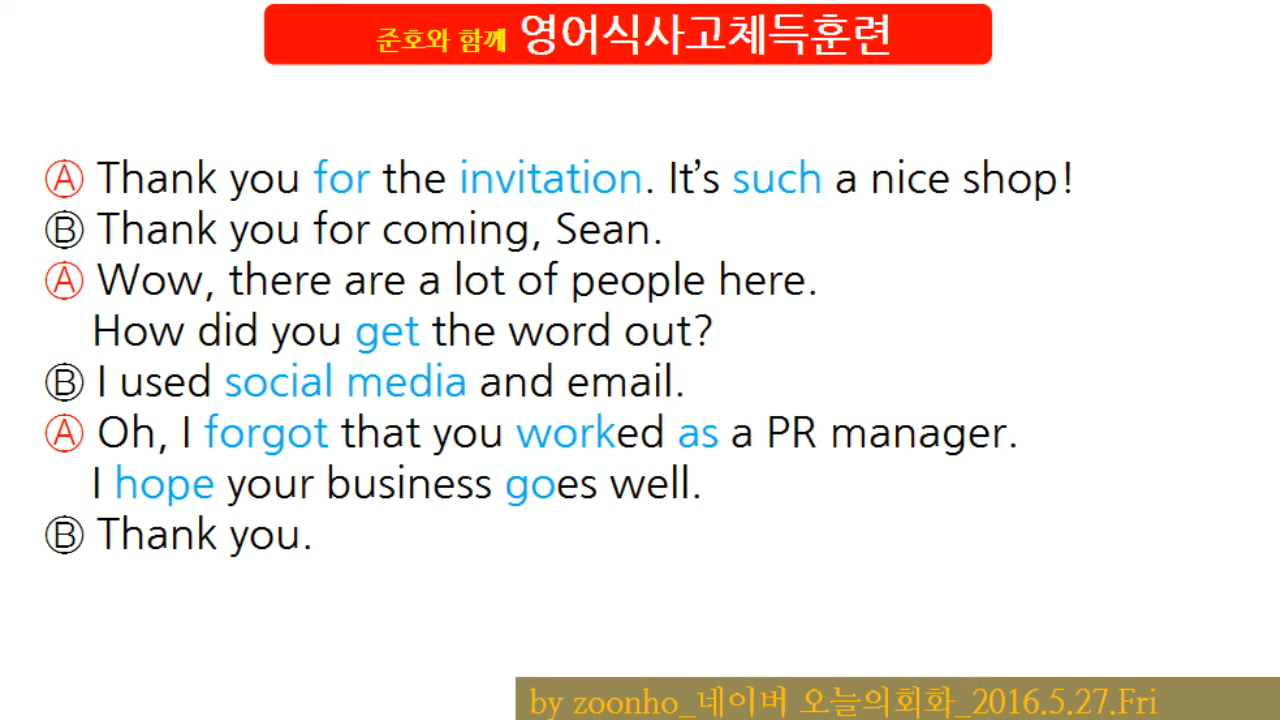 준호와 함께 영어식사고체득훈련
Ⓐ Thank you for the invitation. It’s such a nice shop!
Ⓑ Thank you for coming, Sean.
Ⓐ Wow, there are a lot of people here.
How did you get the word out?
Ⓑ I used social media and email.
Ⓐ Oh, I forgot that you worked as a PR manager.
I hope your business goes well.
Ⓑ Thank you.
by zoonho_네이버 오늘의회화_2016.5.27.Fri